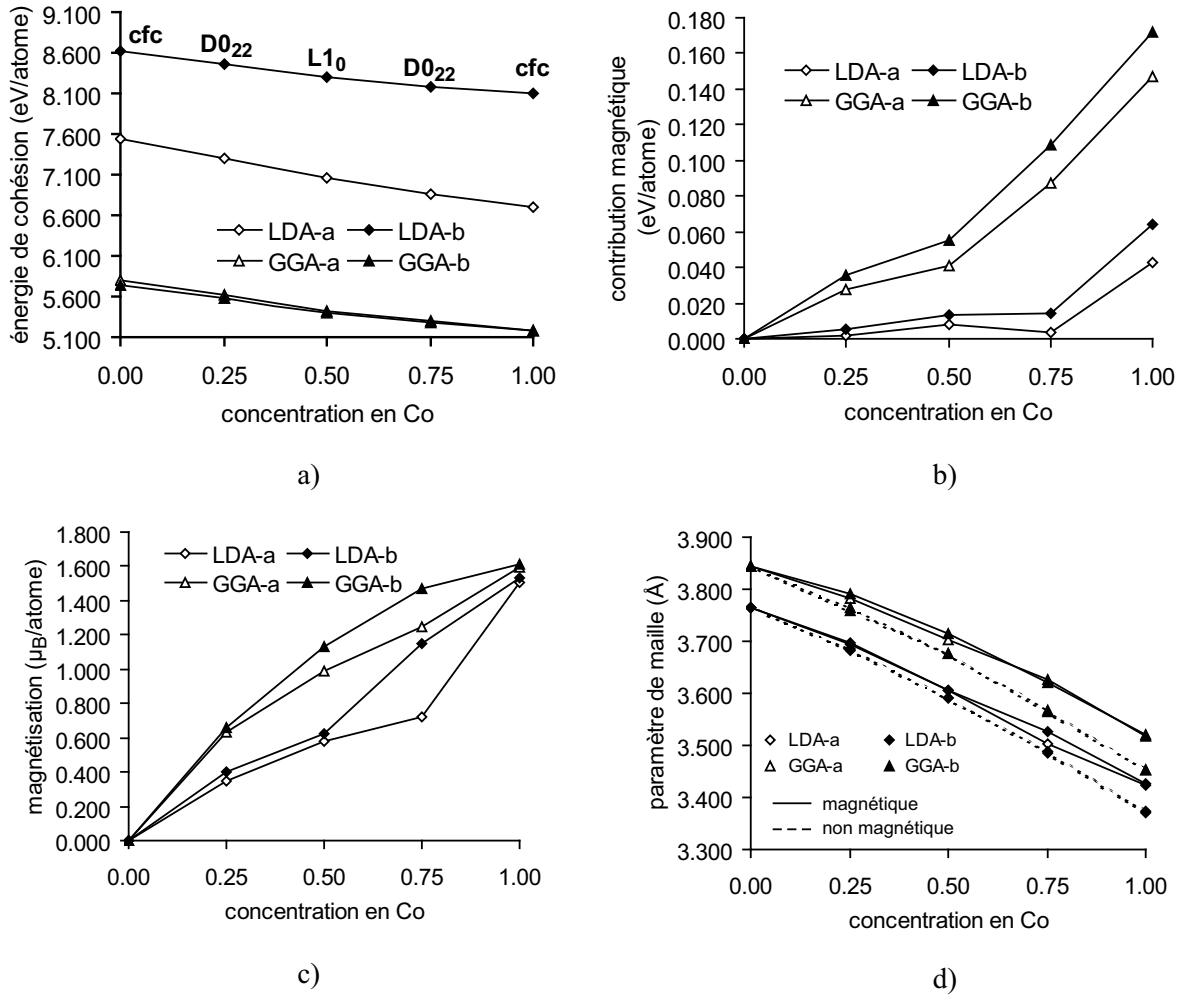 énergie de cohésion (eV/atome)
9.100
8.600
8.100
7.600
7.100
6.600
6.100
5.600
5.100
cfc
D0₂₂
L1₀
D0₂₂
cfc
LDA-a
LDA-b
GGA-a
GGA-b
0.00 0.25 0.50 0.75 1.00
concentration en Co
a)
contribution magnétique
(eV/atome)
0.180
0.160
0.140
0.120
0.100
0.080
0.060
0.040
0.020
0.000
LDA-a
LDA-b
GGA-a
GGA-b
0.00 0.25 0.50 0.75 1.00
concentration en Co
b)
magnétisation (μB/atome)
1.800
1.600
1.400
1.200
1.000
0.800
0.600
0.400
0.200
0.000
LDA-a
LDA-b
GGA-a
GGA-b
0.00 0.25 0.50 0.75 1.00
concentration en Co
c)
paramètre de maille (Å)
3.900
3.800
3.700
3.600
3.500
3.400
3.300
LDA-a
LDA-b
GGA-a
GGA-b
magnétique
non magnétique
0.00 0.25 0.50 0.75 1.00
concentration en Co
d)